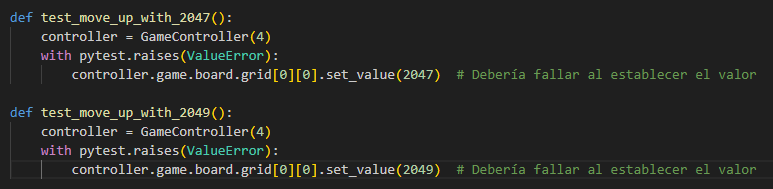 def test_move_up_with_2047():
    controller = GameController(4)
    with pytest.raises(ValueError):
        controller.game.board.grid[0][0].set_value(2047)  # Debería fallar al establecer el valor

def test_move_up_with_2049():
    controller = GameController(4)
    with pytest.raises(ValueError):
        controller.game.board.grid[0][0].set_value(2049)  # Debería fallar al establecer el valor